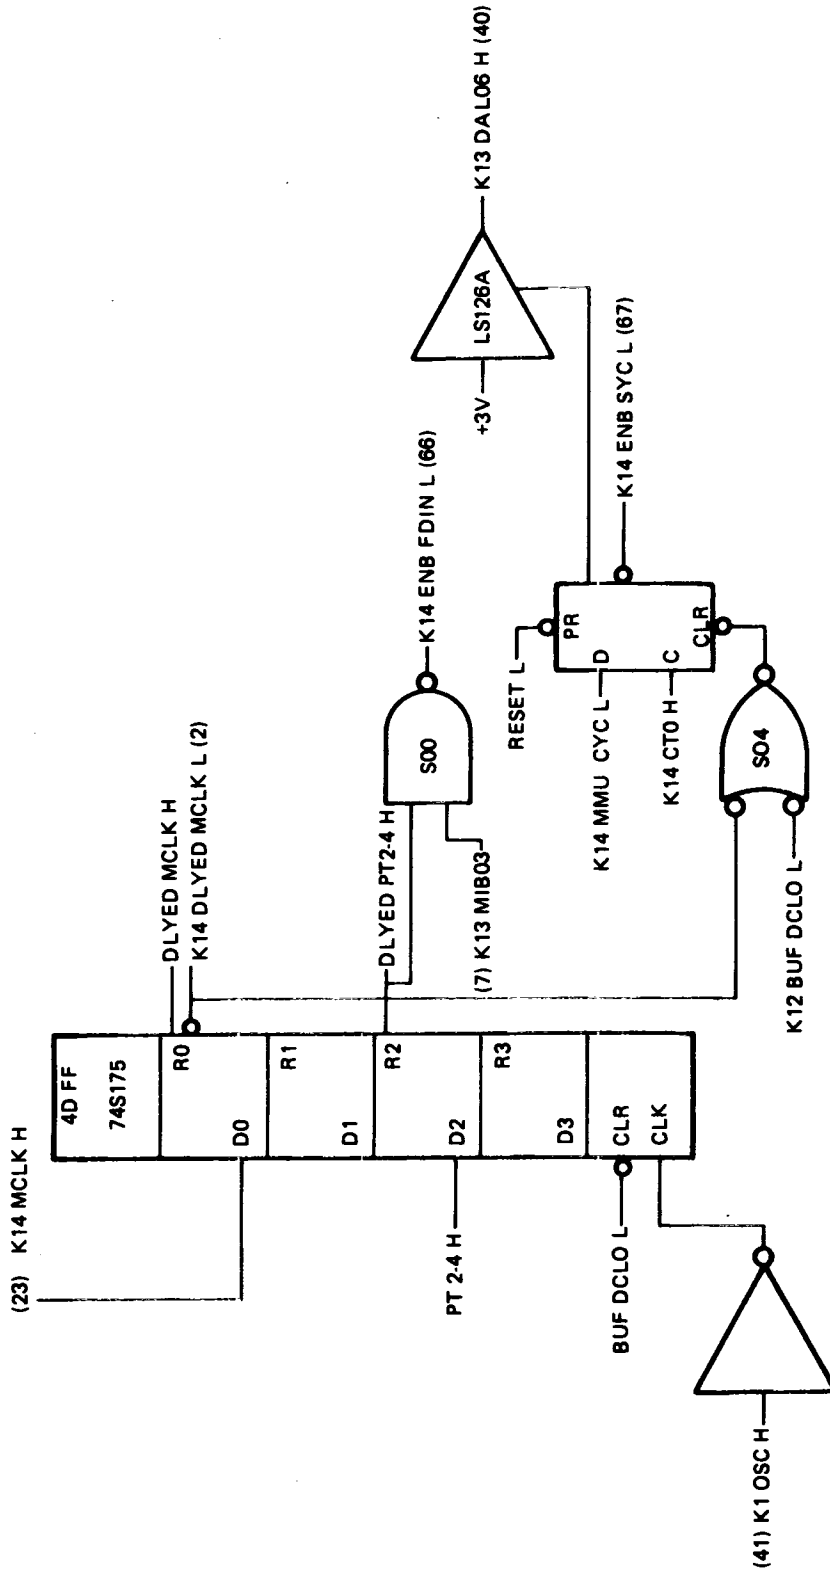 (23) K14 MCLK H
4D FF
74S175
R0
D0
R1
D1
R2
D2
R3
D3
CLR
CLK
DLYED MCLK H
K14 DLYED MCLK L (2)
DLYED PT2-4 H
(7) K13 MIB03
S00
K14 ENB FDIN L (66)
PT 2-4 H
BUF DCLO L
(41) K1 OSC H
RESET L
PR
D
C
CLR
K14 MMU CYC L
K14 CT0 H
K14 ENB SYC L (67)
SO4
K12 BUF DCLO L
+3V
LS126A
K13 DAL06 H (40)